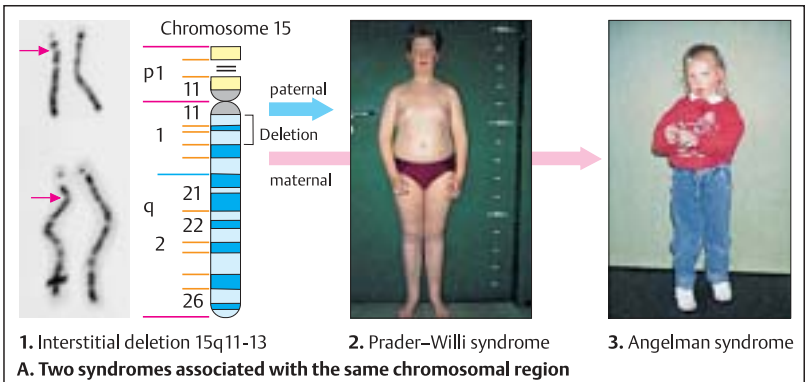 Chromosome 15
p1
11
11
1
q
21
22
2
26
Deletion
paternal
maternal
1. Interstitial deletion 15q11-13
2. Prader–Willi syndrome
3. Angelman syndrome
A. Two syndromes associated with the same chromosomal region